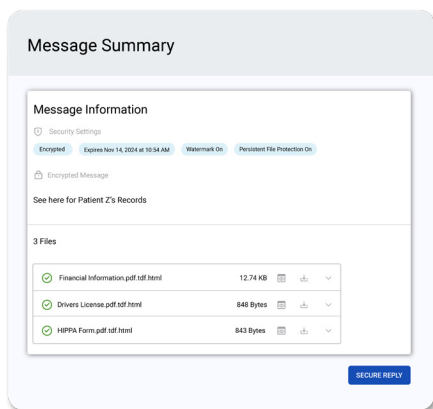 Message Summary
Message Information
Security Settings
Encrypted Expires Nov 14, 2024 at 10:54 AM Watermark On Persistent File Protection On
Encrypted Message
See here for Patient Z's Records
3 Files
Financial Information.pdf.tdf.html 12.74 KB
Drivers License.pdf.tdf.html 848 Bytes
HIPPA Form.pdf.tdf.html 843 Bytes
SECURE REPLY